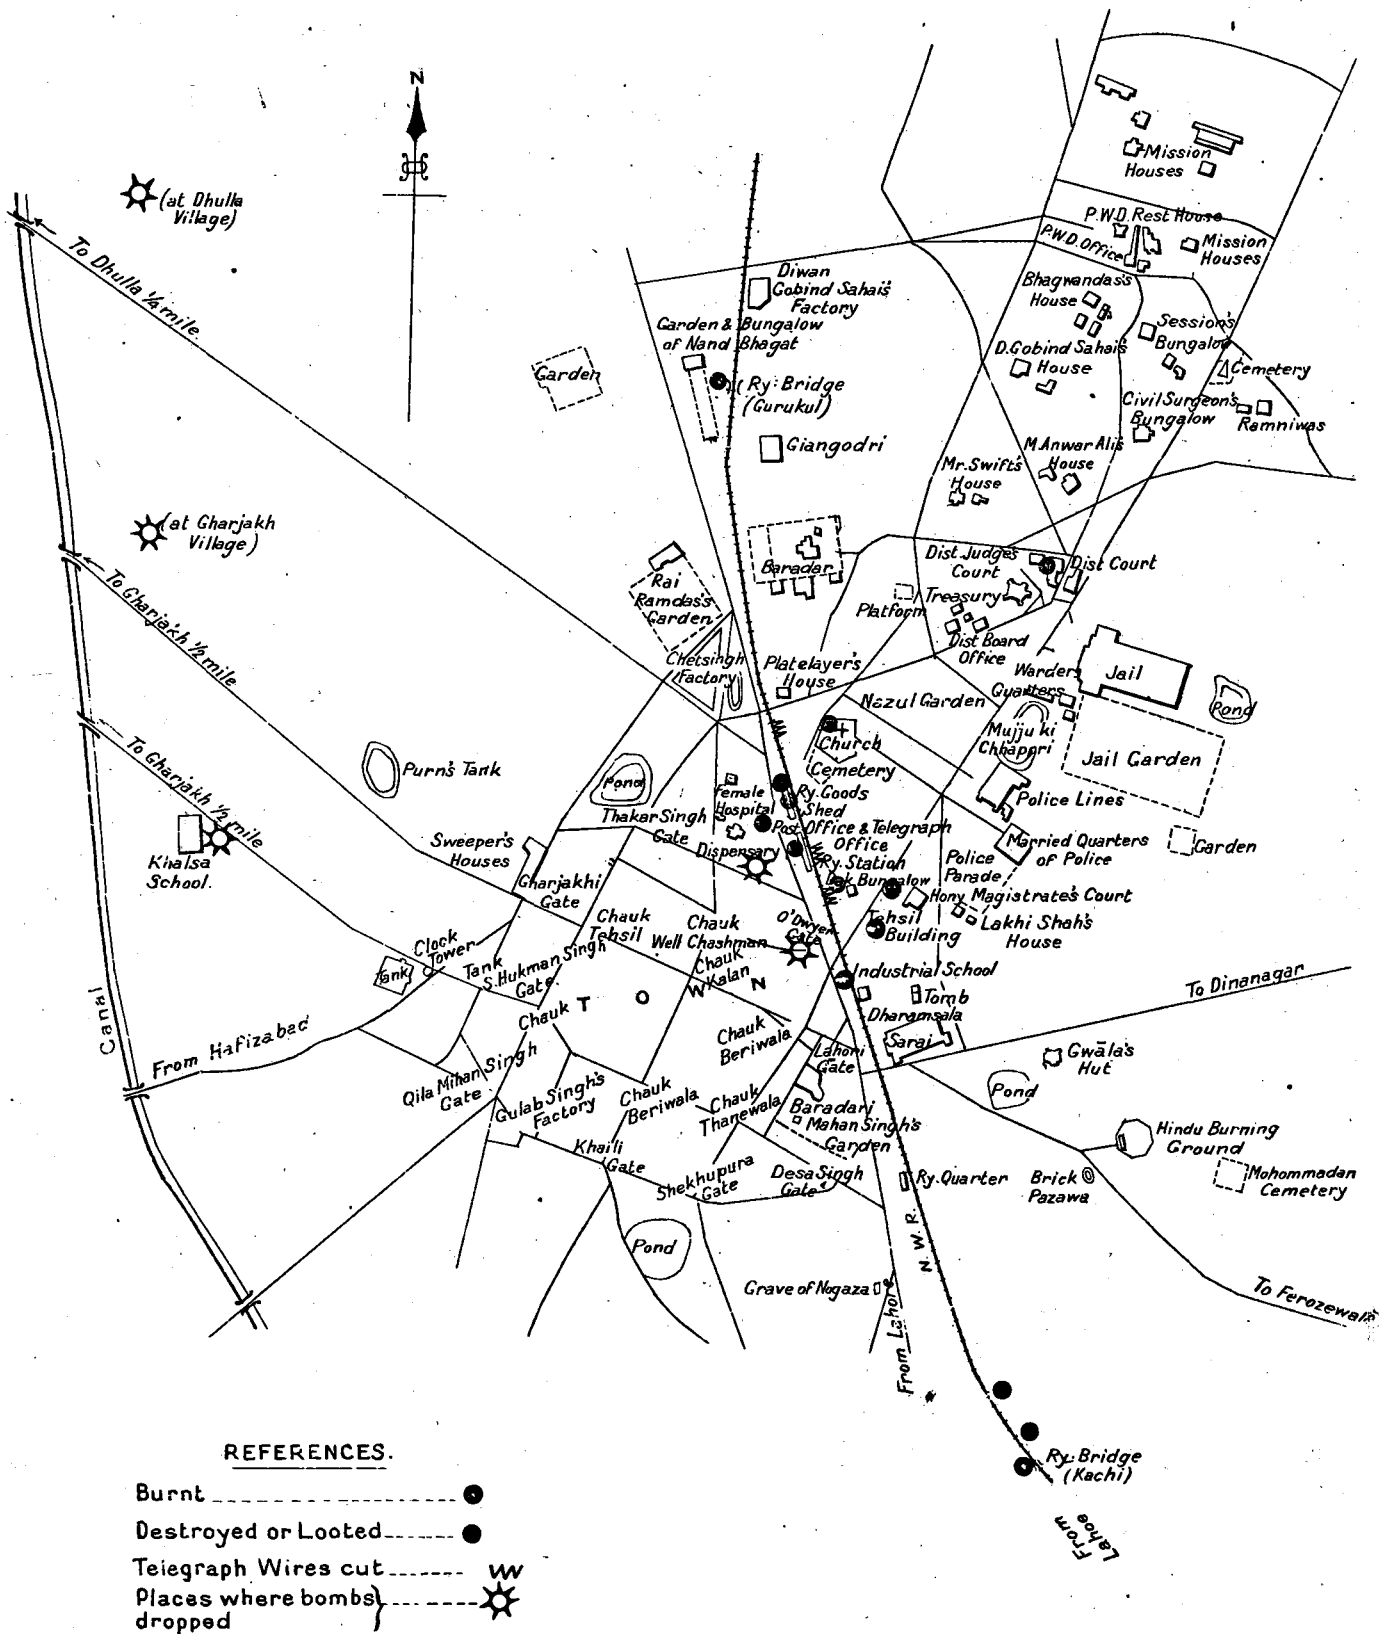 N
Mission
Houses
(at Dhulla
Village)
P.W.D. Rest House
P.W.D. Office
Mission
Houses
To Dhulla ¼ mile.
Diwan
Gobind Sahai's
Factory
Bhagwandas's
House
Garden & Bungalow
of Nand Bhagat
Session's
Bungalow
D. Gobind Sahai's
House
Garden
Cemetery
Ry: Bridge
(Gurukul)
Civil Surgeon's
Bungalow
Ramniwas
Giangodri
M. Anwar Ali's
House
Mr. Swift's
House
(at Gharjakh
Village)
Dist. Judge's
Court
Dist Court
Baradari
Rai
Ramdas's
Garden
Treasury
Platform
To Gharjakh ½ mile
Dist Board
Office
Chetsingh
Factory
Platelayer's
House
Warders
Quarters
Jail
Nazul Garden
Pond
Mujju ki
Chhappri
Church
Cemetery
Jail Garden
To Gharjakh ½ mile
Purn's Tank
Pond
Female
Hospital
Ry. Goods
Shed
Police Lines
Thakar Singh
Gate
Post Office & Telegraph
Office
Khalsa
School.
Sweeper's
Houses
Dispensary
Ry. Station
Married Quarters
of Police
Garden
Police
Parade
Dak Bungalow
Gharjakhi
Gate
Hony Magistrate's Court
Chauk
Tehsil
Chauk
Well Chashman
O'Dwyer
Gate
Tehsil
Building
Lakhi Shah's
House
Clock
Tower
Tank
Tank
S. Hukman Singh
Gate
Chauk
Kalan
Industrial School
To Dinanagar
Chauk
T O W N
Tomb
Dharamsala
Sarai
Canal
From Hafizabad
Chauk
Beriwala
Lahori
Gate
Gwāla's
Hut
Qila Mihan Singh
Gate
Gulab Singh's
Factory
Chauk
Beriwala
Chauk
Thanewala
Pond
Baradari
Mahan Singh's
Garden
Hindu Burning
Ground
Khaili
Gate
Shekhupura
Gate
Desa Singh
Gate
Ry. Quarter
Brick
Pazawa
Mohommadan
Cemetery
N. W. R.
Pond
Grave of Nogaza
To Ferozewala
From Lahore
Ry: Bridge
(Kachi)
From
Lahoe
REFERENCES.
Burnt
Destroyed or Looted
Telegraph Wires cut
Places where bombs
dropped